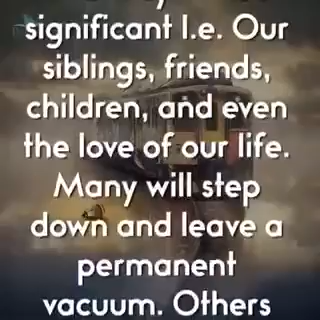 significant I.e. Our
siblings, friends,
children, and even
the love of our life.
Many will step
down and leave a
permanent
vacuum. Others